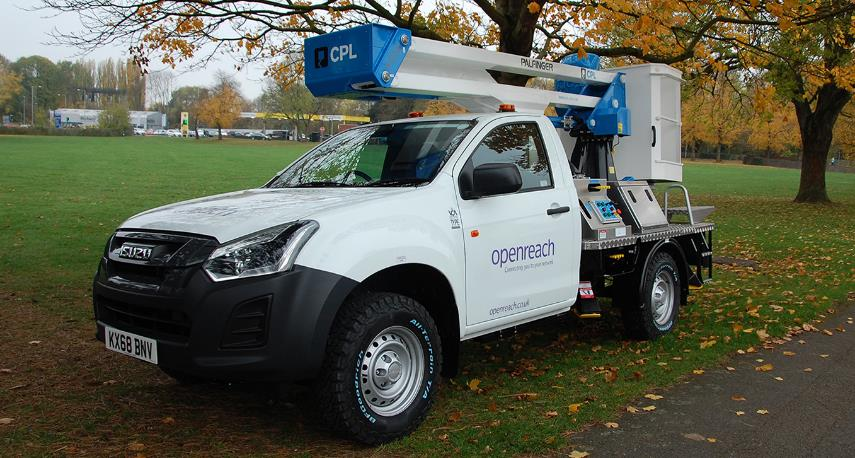 CPL
PALFINGER
CPL
ISUZU
KX68 BNV
openreach
Connecting you to your network
openreach.co.uk
BFGoodrich
All-Terrain T/A